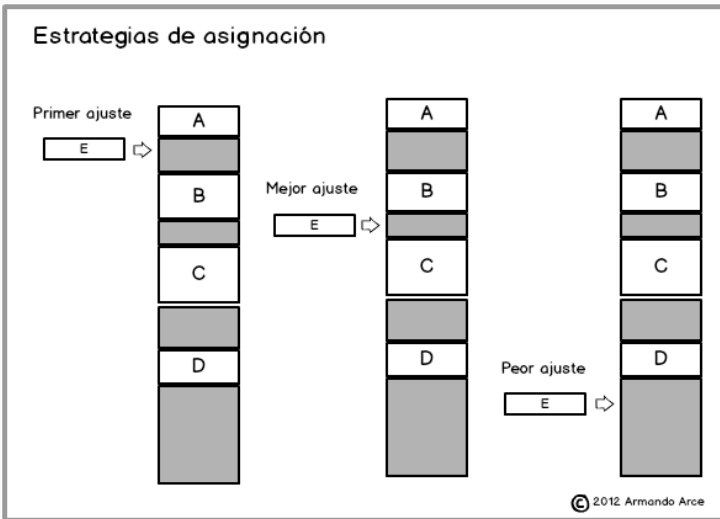 Estrategias de asignación
Primer ajuste
E
A
B
C
D
Mejor ajuste
E
A
B
C
D
Peor ajuste
E
A
B
C
D
© 2012 Armando Arce